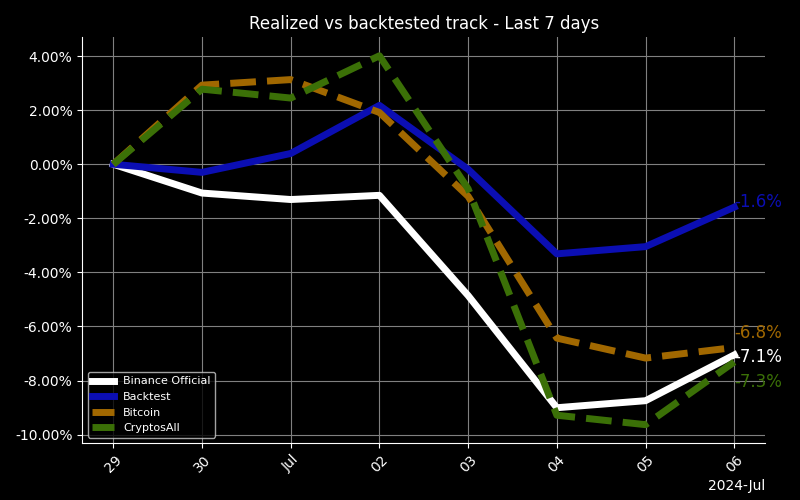 Realized vs backtested track - Last 7 days
4.00%
2.00%
0.00%
-2.00%
-4.00%
-6.00%
-8.00%
-10.00%
-1.6%
-6.8%
-7.1%
-7.3%
Binance Official
Backtest
Bitcoin
CryptosAll
29
30
Jul
02
03
04
05
06
2024-Jul